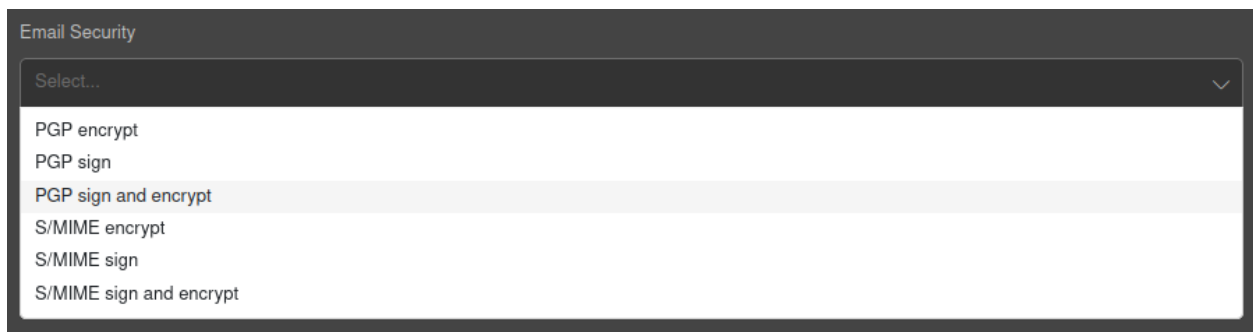 Email Security
Select...
PGP encrypt
PGP sign
PGP sign and encrypt
S/MIME encrypt
S/MIME sign
S/MIME sign and encrypt